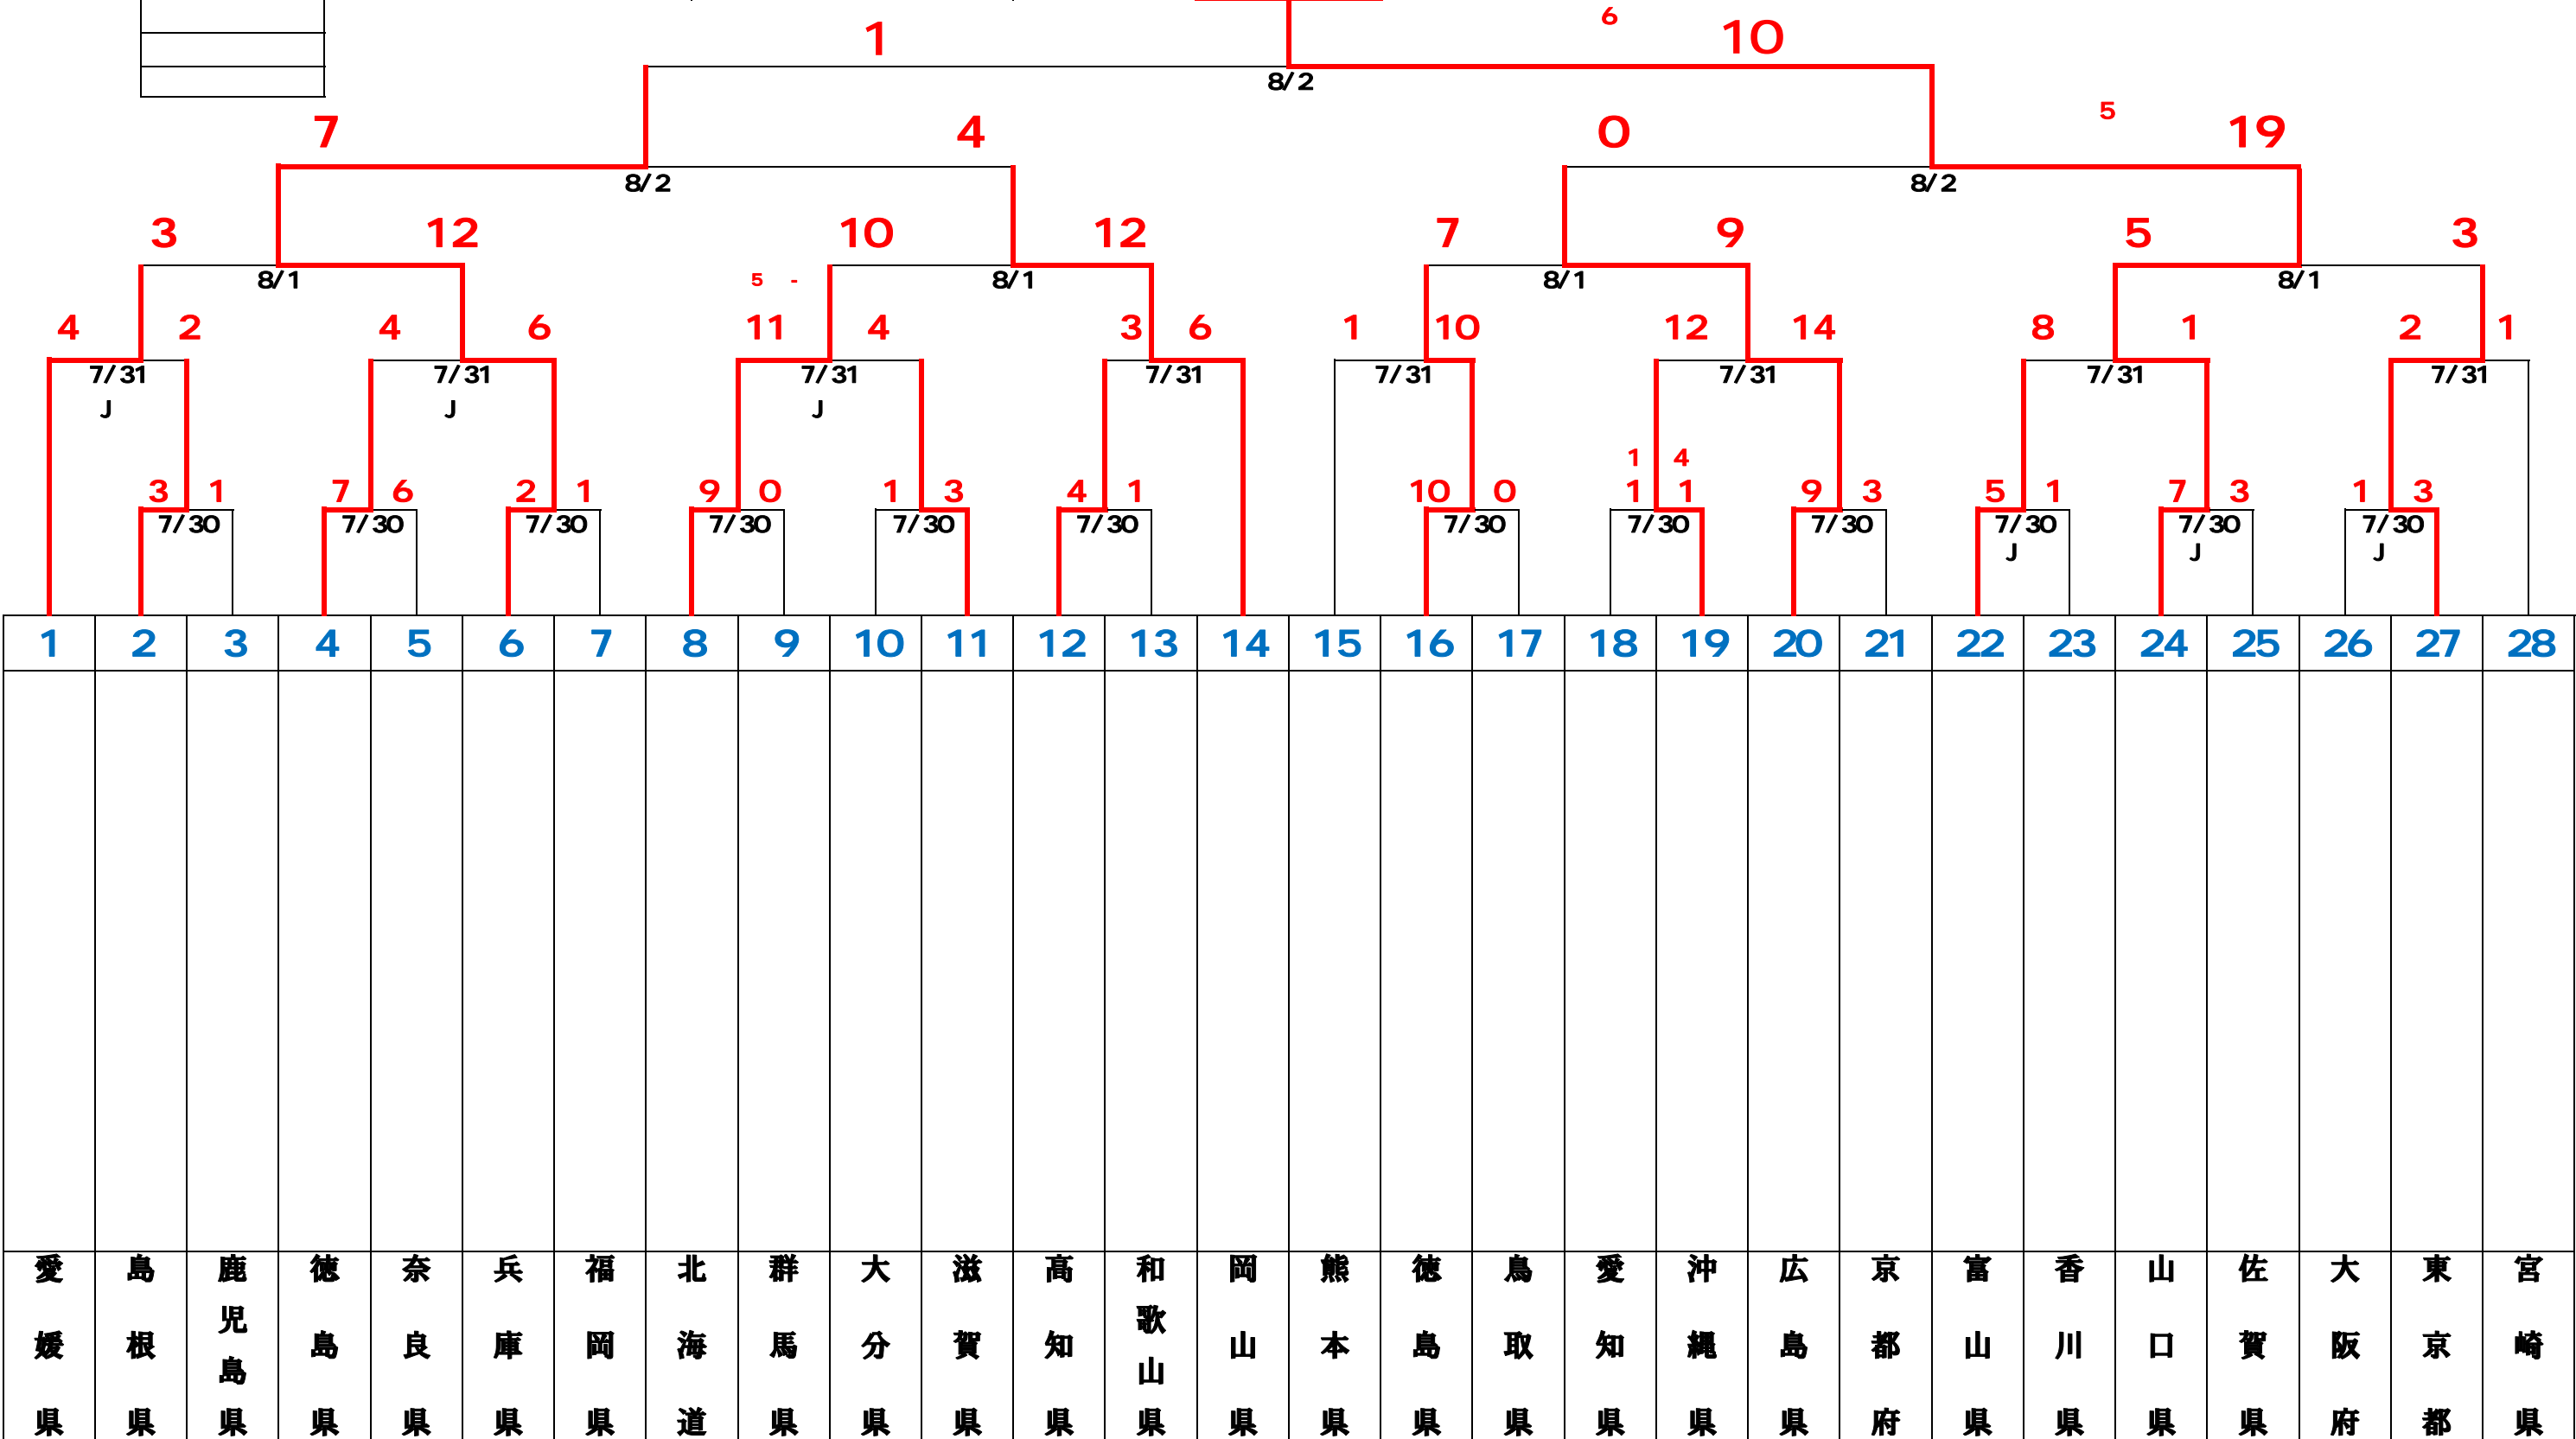 6
1 10
8/2
5
7 4 0 19
8/2 8/2
3 12 10 12 7 9 5 3
8/1 5 - 8/1 8/1 8/1
4 2 4 6 11 4 3 6 1 10 12 14 8 1 2 1
7/31 7/31 7/31 7/31 7/31 7/31 7/31 7/31
J J J
1 4
3 1 7 6 2 1 9 0 1 3 4 1 10 0 1 1 9 3 5 1 7 3 1 3
7/30 7/30 7/30 7/30 7/30 7/30 7/30 7/30 7/30 7/30 7/30 7/30
J J J
1 2 3 4 5 6 7 8 9 10 11 12 13 14 15 16 17 18 19 20 21 22 23 24 25 26 27 28
愛媛県
島根県
鹿児島県
徳島県
奈良県
兵庫県
福岡県
北海道
群馬県
大分県
滋賀県
高知県
和歌山県
岡山県
熊本県
徳島県
鳥取県
愛知県
沖縄県
広島県
京都府
富山県
香川県
山口県
佐賀県
大阪府
東京都
宮崎県